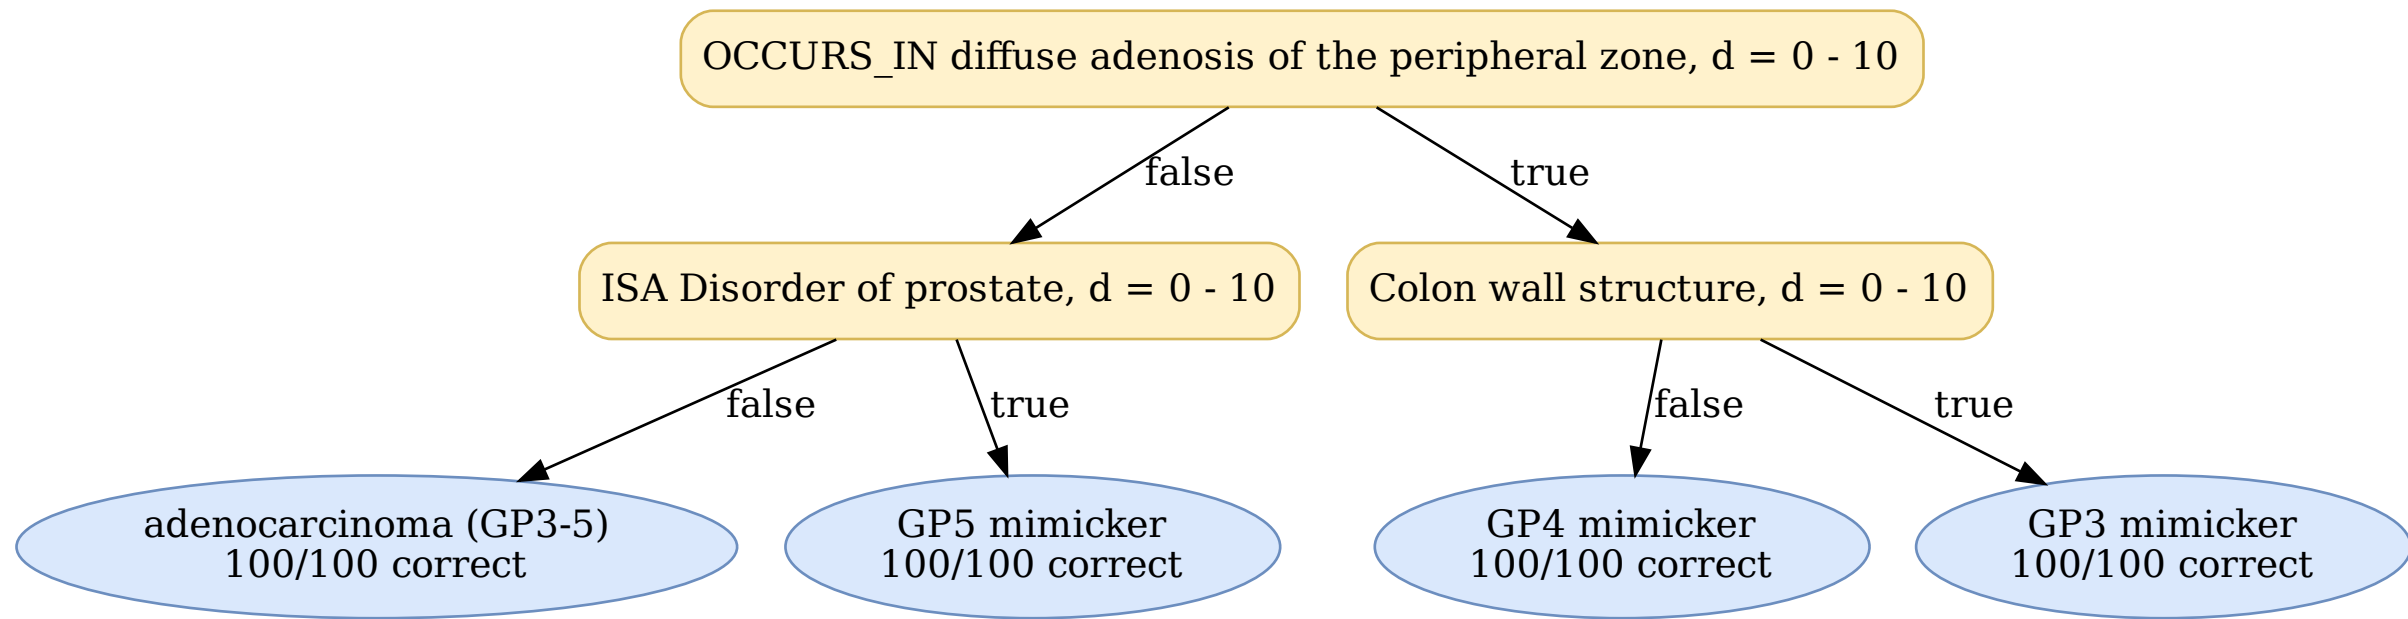 OCCURS_IN diffuse adenosis of the peripheral zone, d = 0 - 10
false
true
ISA Disorder of prostate, d = 0 - 10
Colon wall structure, d = 0 - 10
false
true
false
true
adenocarcinoma (GP3-5)
100/100 correct
GP5 mimicker
100/100 correct
GP4 mimicker
100/100 correct
GP3 mimicker
100/100 correct